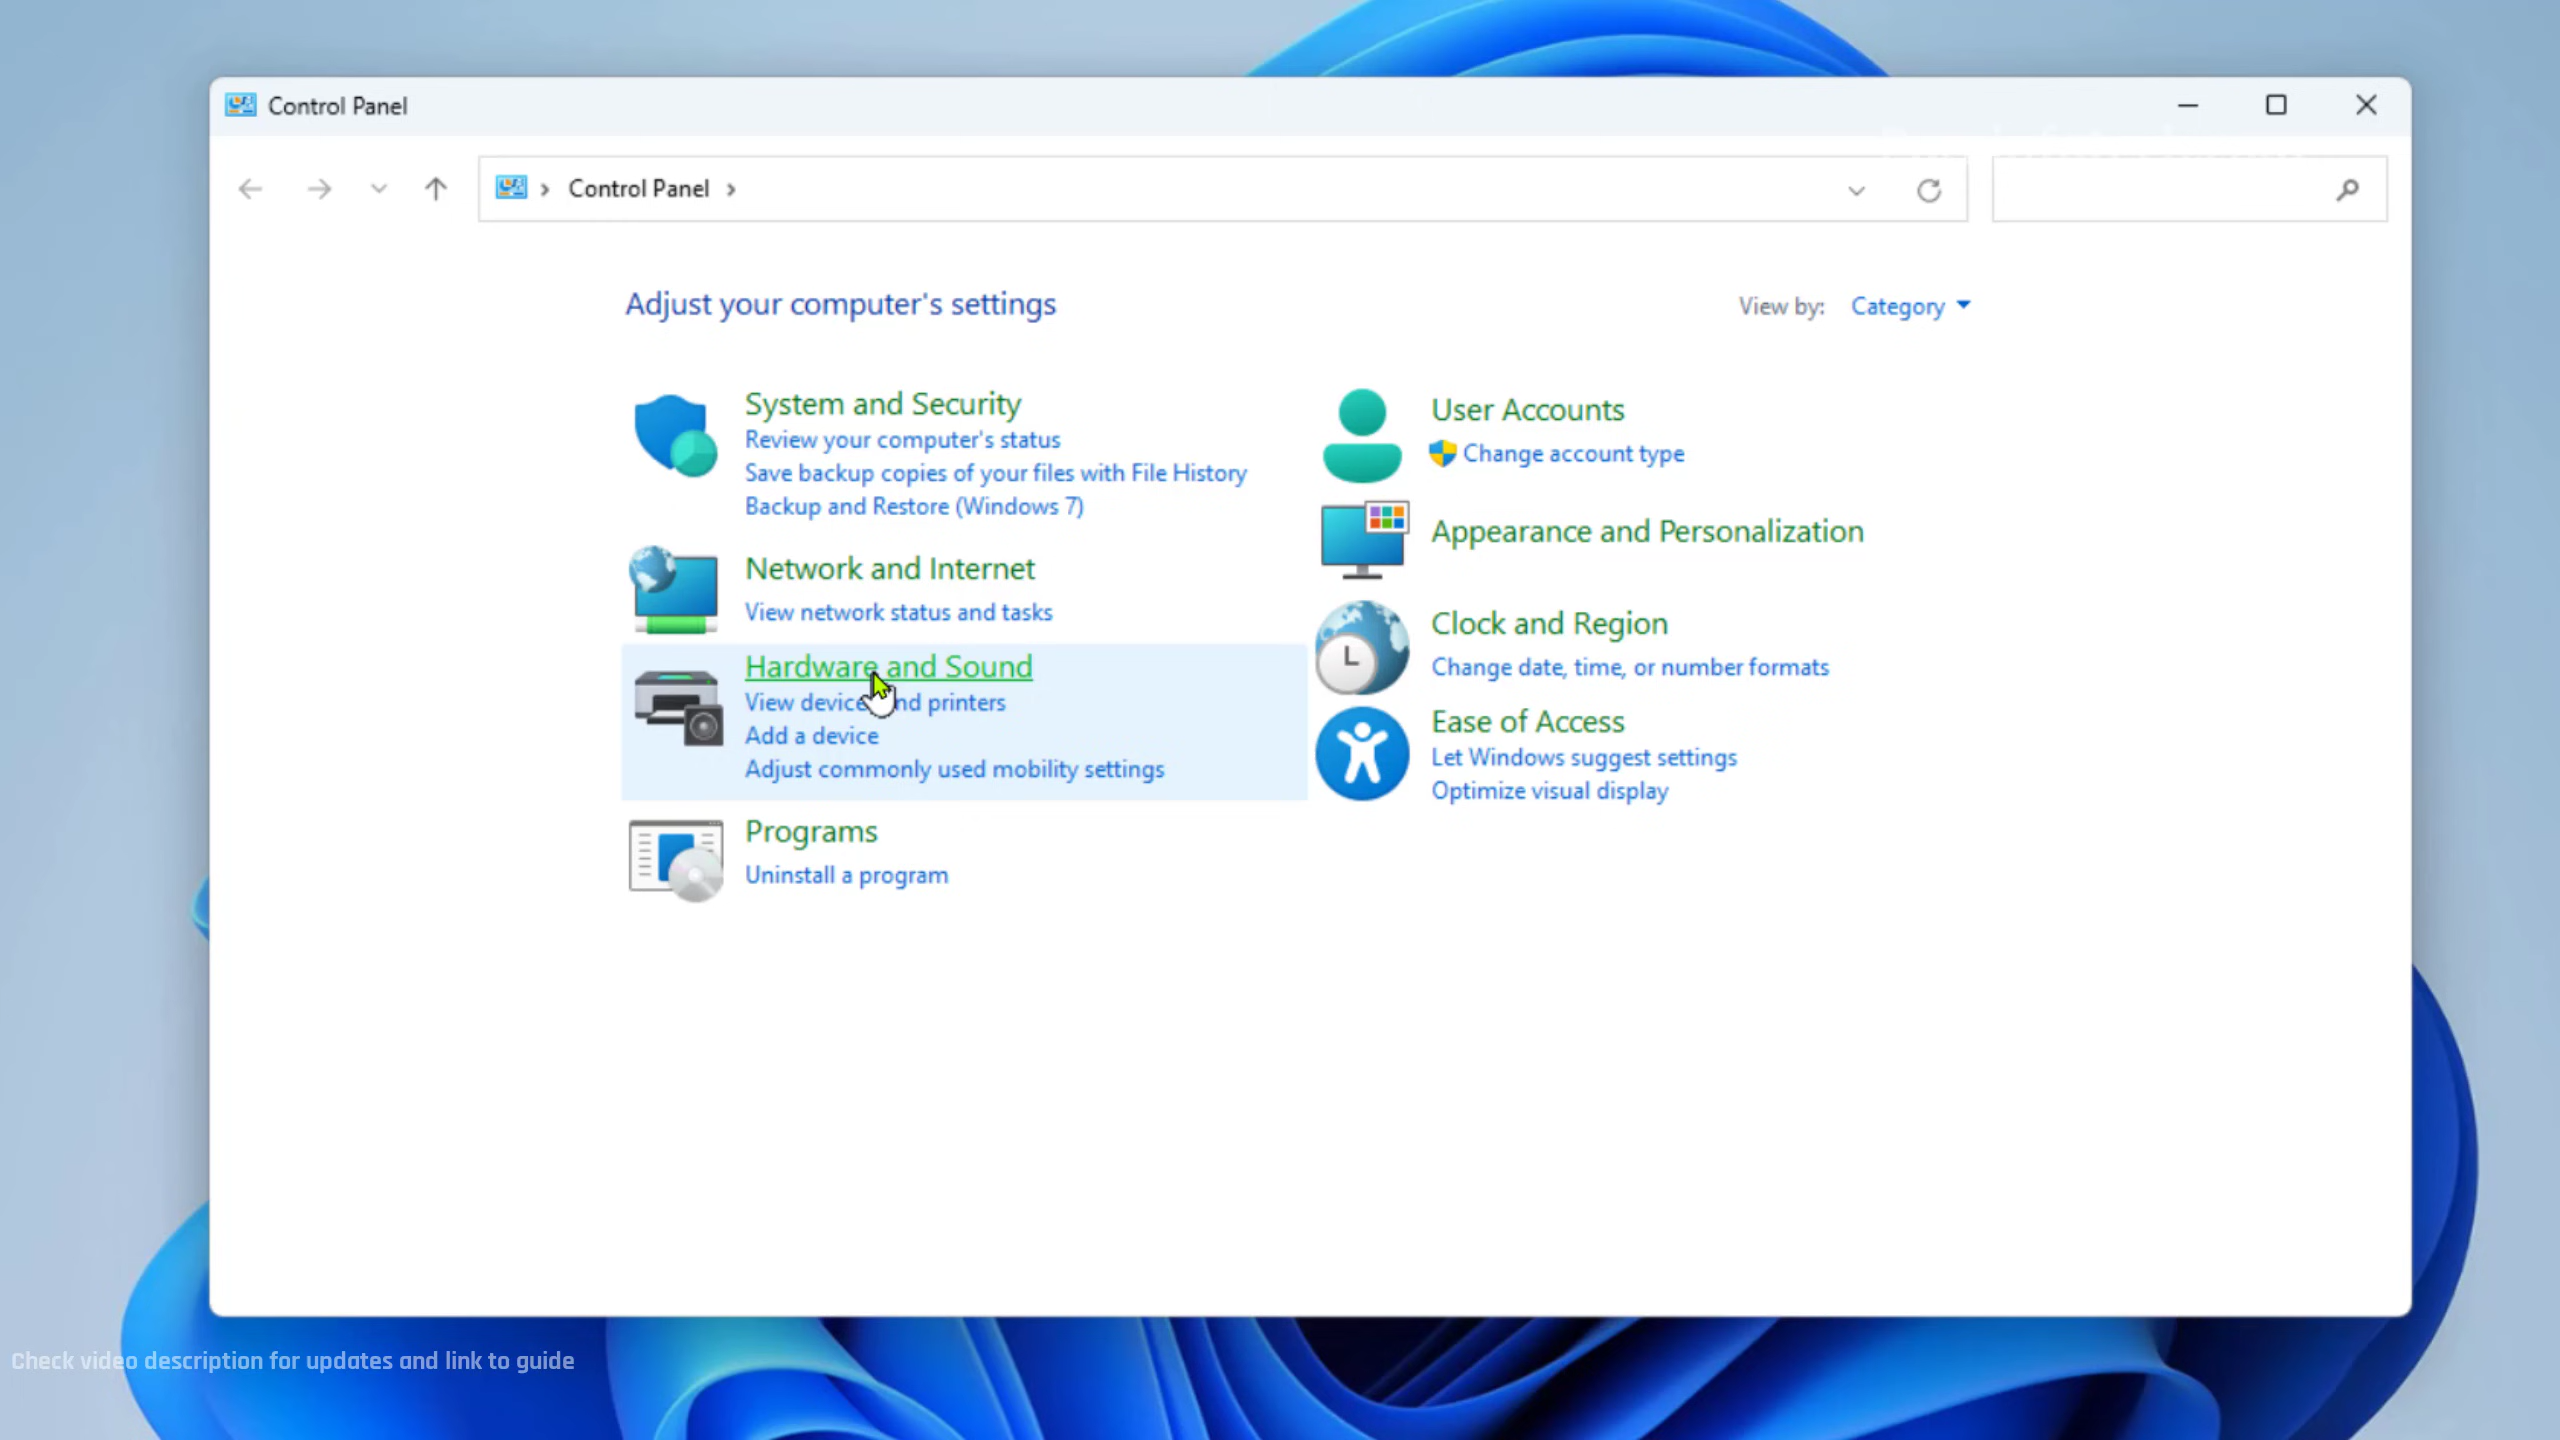 Control Panel
Control Panel
Adjust your computer's settings
View by: Category
System and Security
Review your computer's status
Save backup copies of your files with File History
Backup and Restore (Windows 7)
Network and Internet
View network status and tasks
Hardware and Sound
View devices and printers
Add a device
Adjust commonly used mobility settings
Programs
Uninstall a program
User Accounts
Change account type
Appearance and Personalization
Clock and Region
Change date, time, or number formats
Ease of Access
Let Windows suggest settings
Optimize visual display
Check video description for updates and link to guide